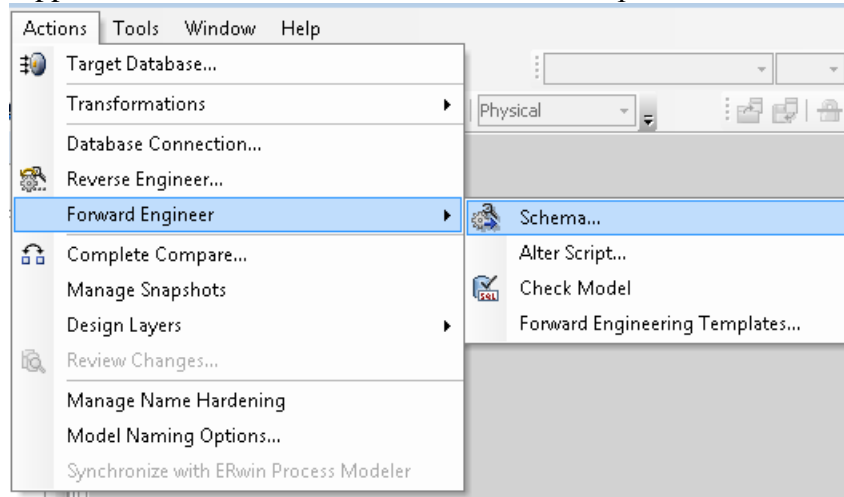 Actions Tools Window Help
Target Database...
Transformations
Physical
Database Connection...
Reverse Engineer...
Forward Engineer
Schema...
Complete Compare...
Alter Script...
Manage Snapshots
Check Model
SQL
Design Layers
Forward Engineering Templates...
Review Changes...
Manage Name Hardening
Model Naming Options...
Synchronize with ERwin Process Modeler